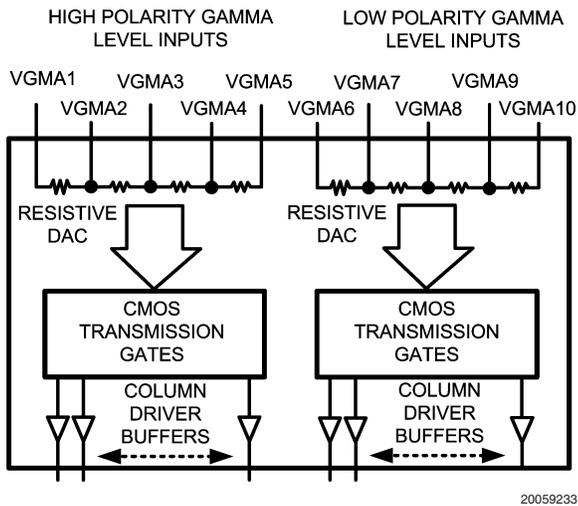 HIGH POLARITY GAMMA
LEVEL INPUTS
LOW POLARITY GAMMA
LEVEL INPUTS
VGMA1
VGMA2
VGMA3
VGMA4
VGMA5
VGMA6
VGMA7
VGMA8
VGMA9
VGMA10
RESISTIVE
DAC
RESISTIVE
DAC
CMOS
TRANSMISSION
GATES
CMOS
TRANSMISSION
GATES
COLUMN
DRIVER
BUFFERS
COLUMN
DRIVER
BUFFERS
20059233